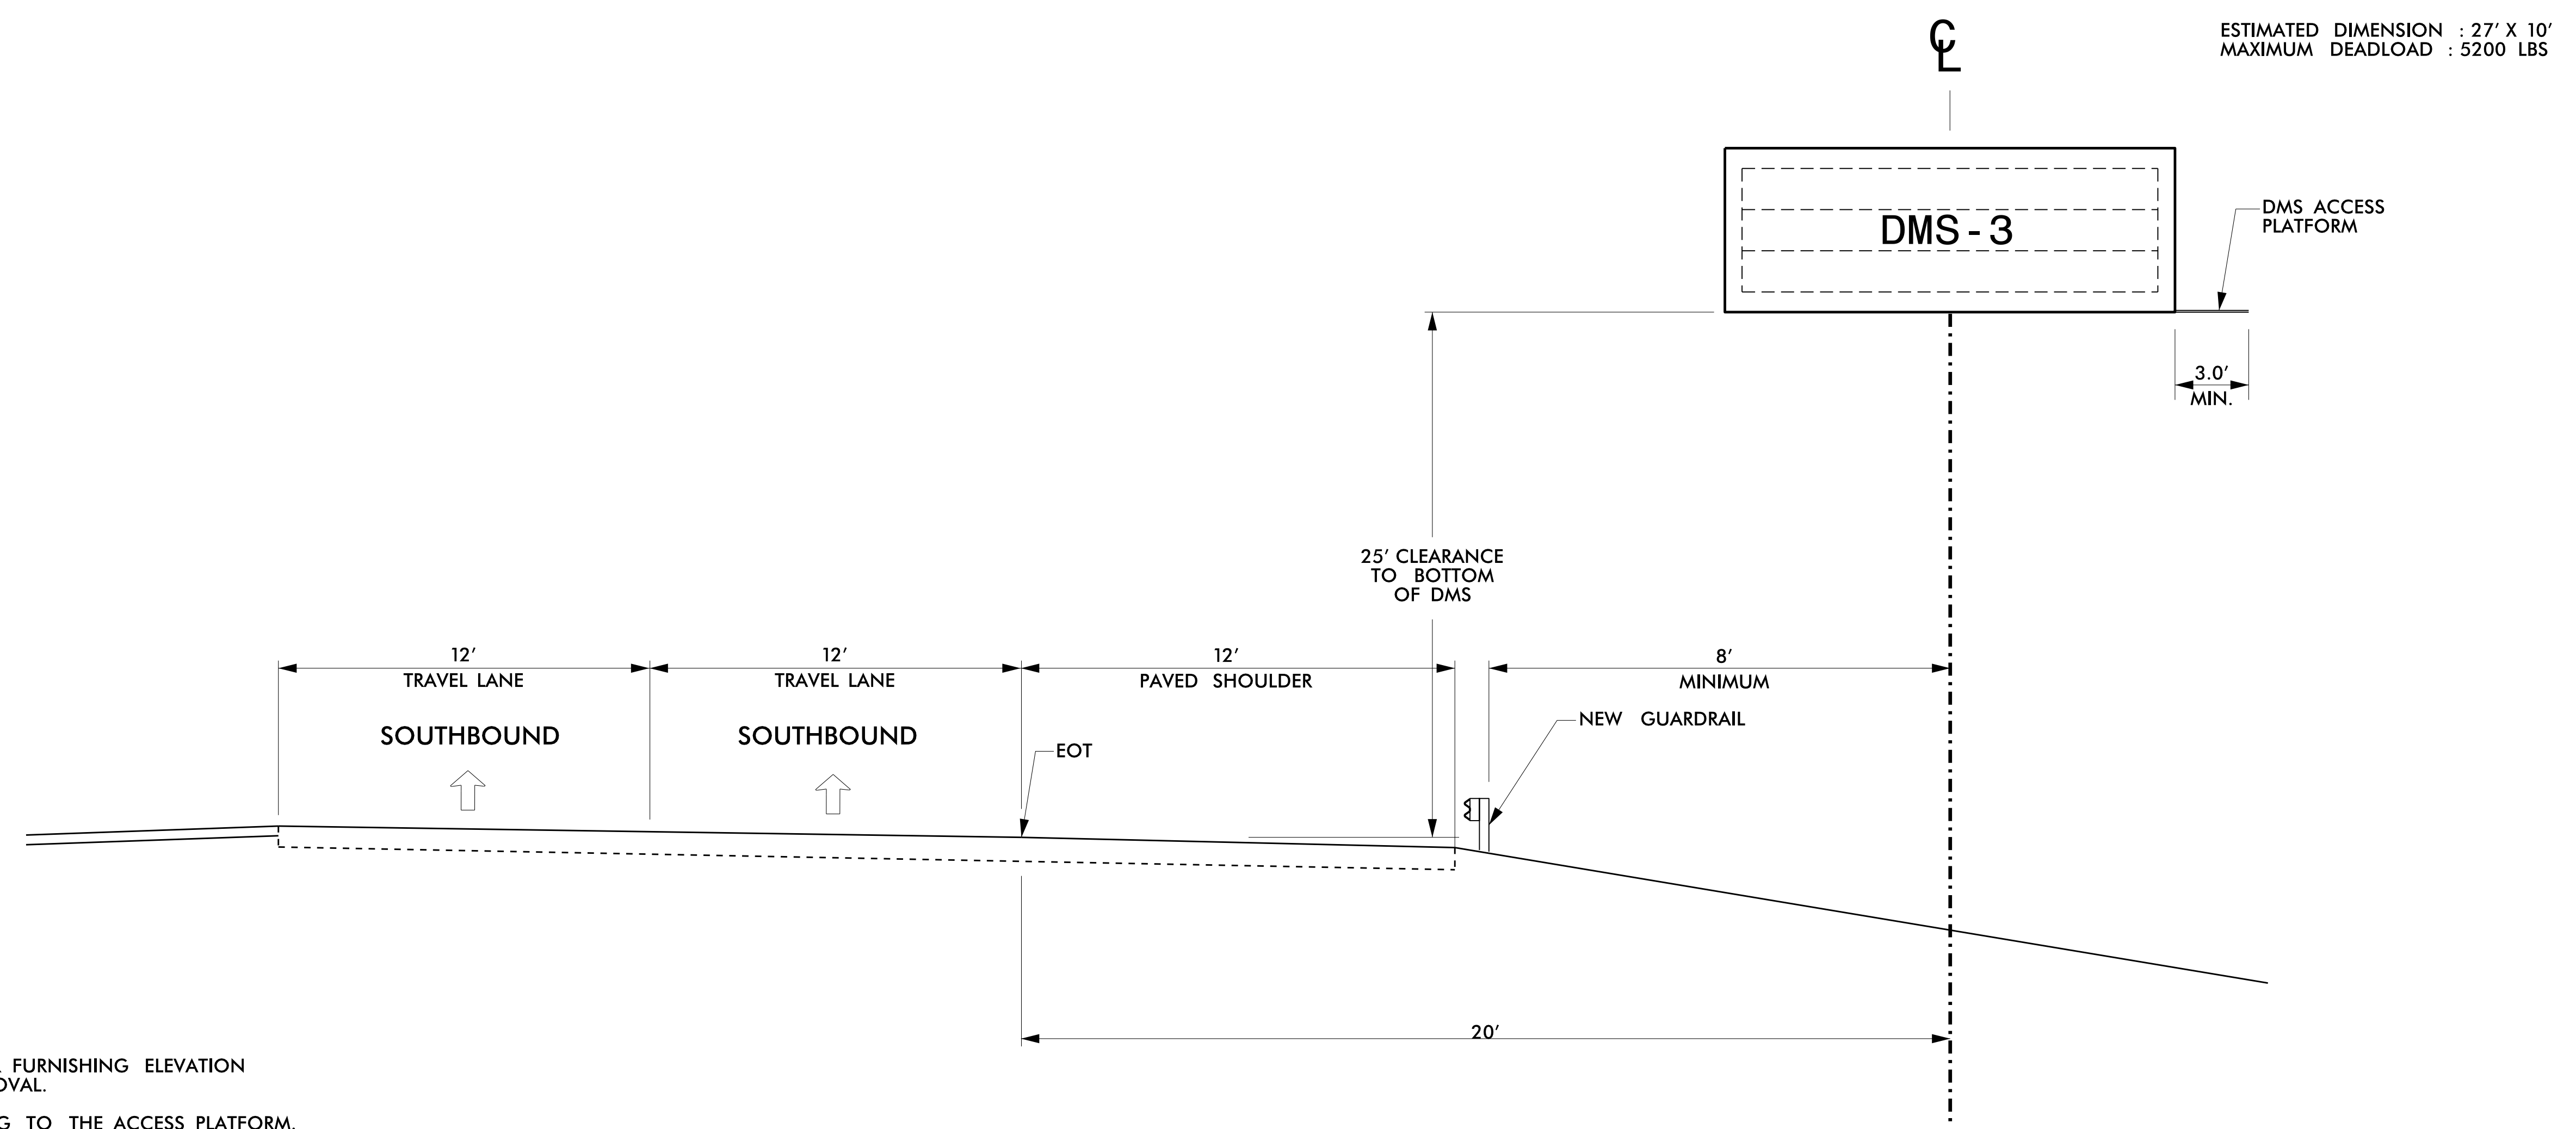 ℄
ESTIMATED DIMENSION : 27' X 10'
MAXIMUM DEADLOAD : 5200 LBS
DMS-3
DMS ACCESS
PLATFORM
3.0'
MIN.
25' CLEARANCE
TO BOTTOM
OF DMS
12'
TRAVEL LANE
12'
TRAVEL LANE
12'
PAVED SHOULDER
8'
MINIMUM
SOUTHBOUND
SOUTHBOUND
NEW GUARDRAIL
EOT
20'
FURNISHING ELEVATION
TO THE ACCESS PLATFORM.